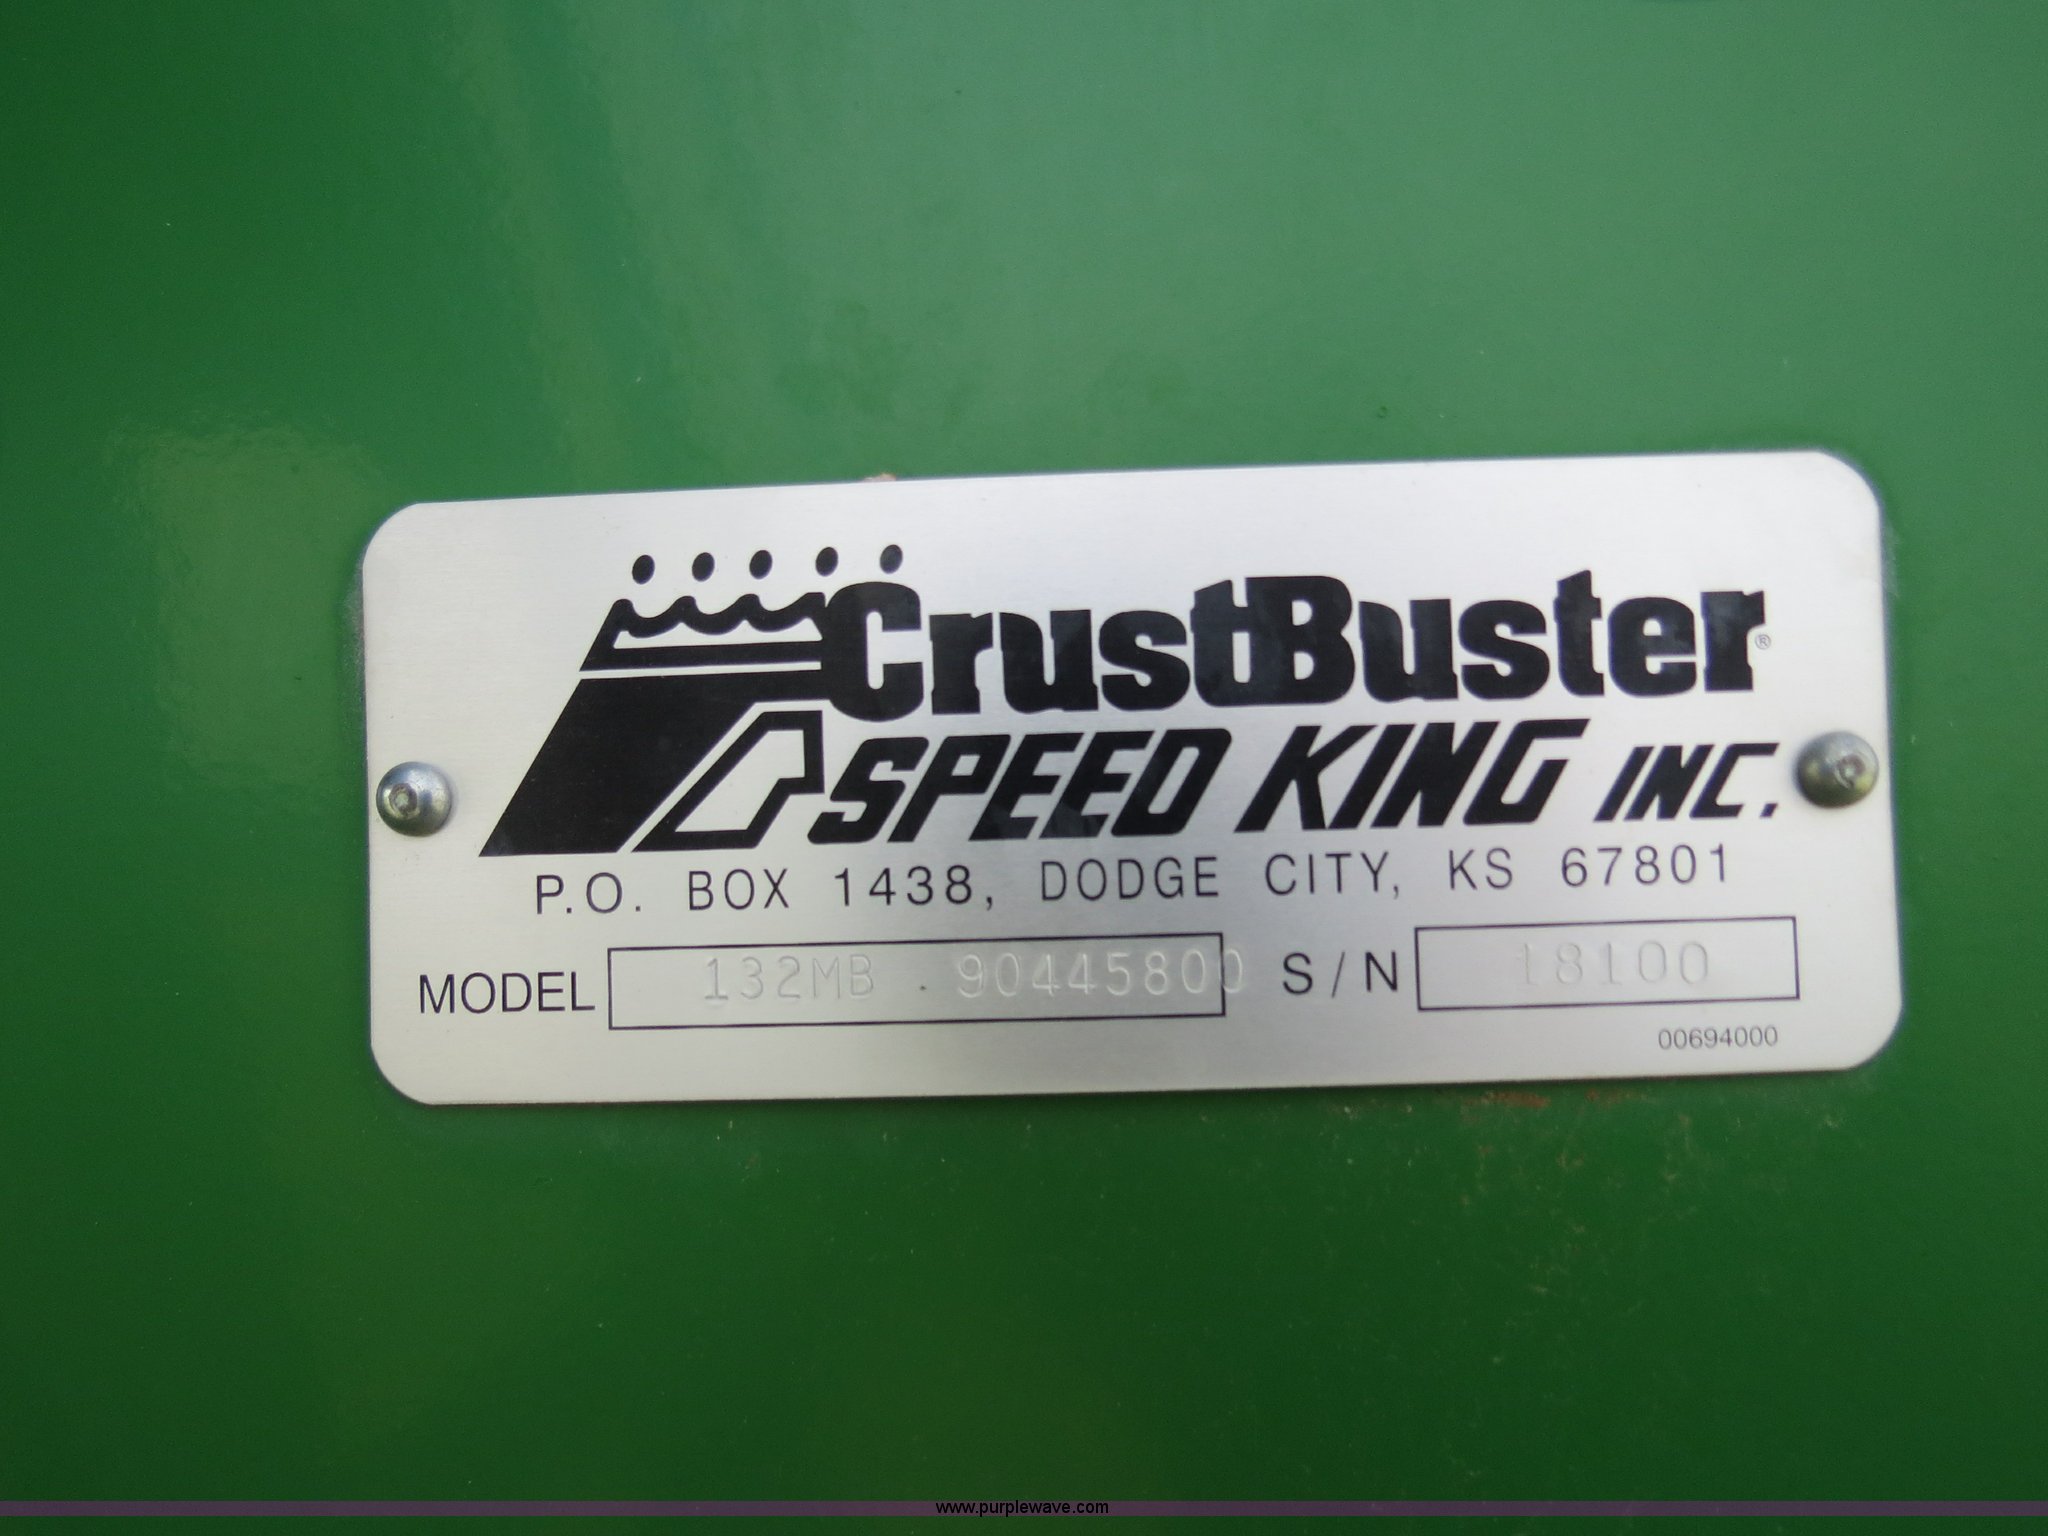 CrustBuster®
SPEED KING INC.
P.O. BOX 1438, DODGE CITY, KS 67801
MODEL 132MB . 90445800 S/N 18100
00694000
www.purplewave.com